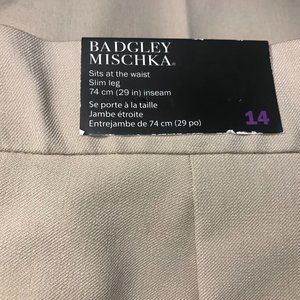 BADGLEY
MISCHKA®
Sits at the waist
Slim leg
74 cm (29 in) inseam
Se porte à la taille
Jambe étroite
Entrejambe de 74 cm (29 po)
14